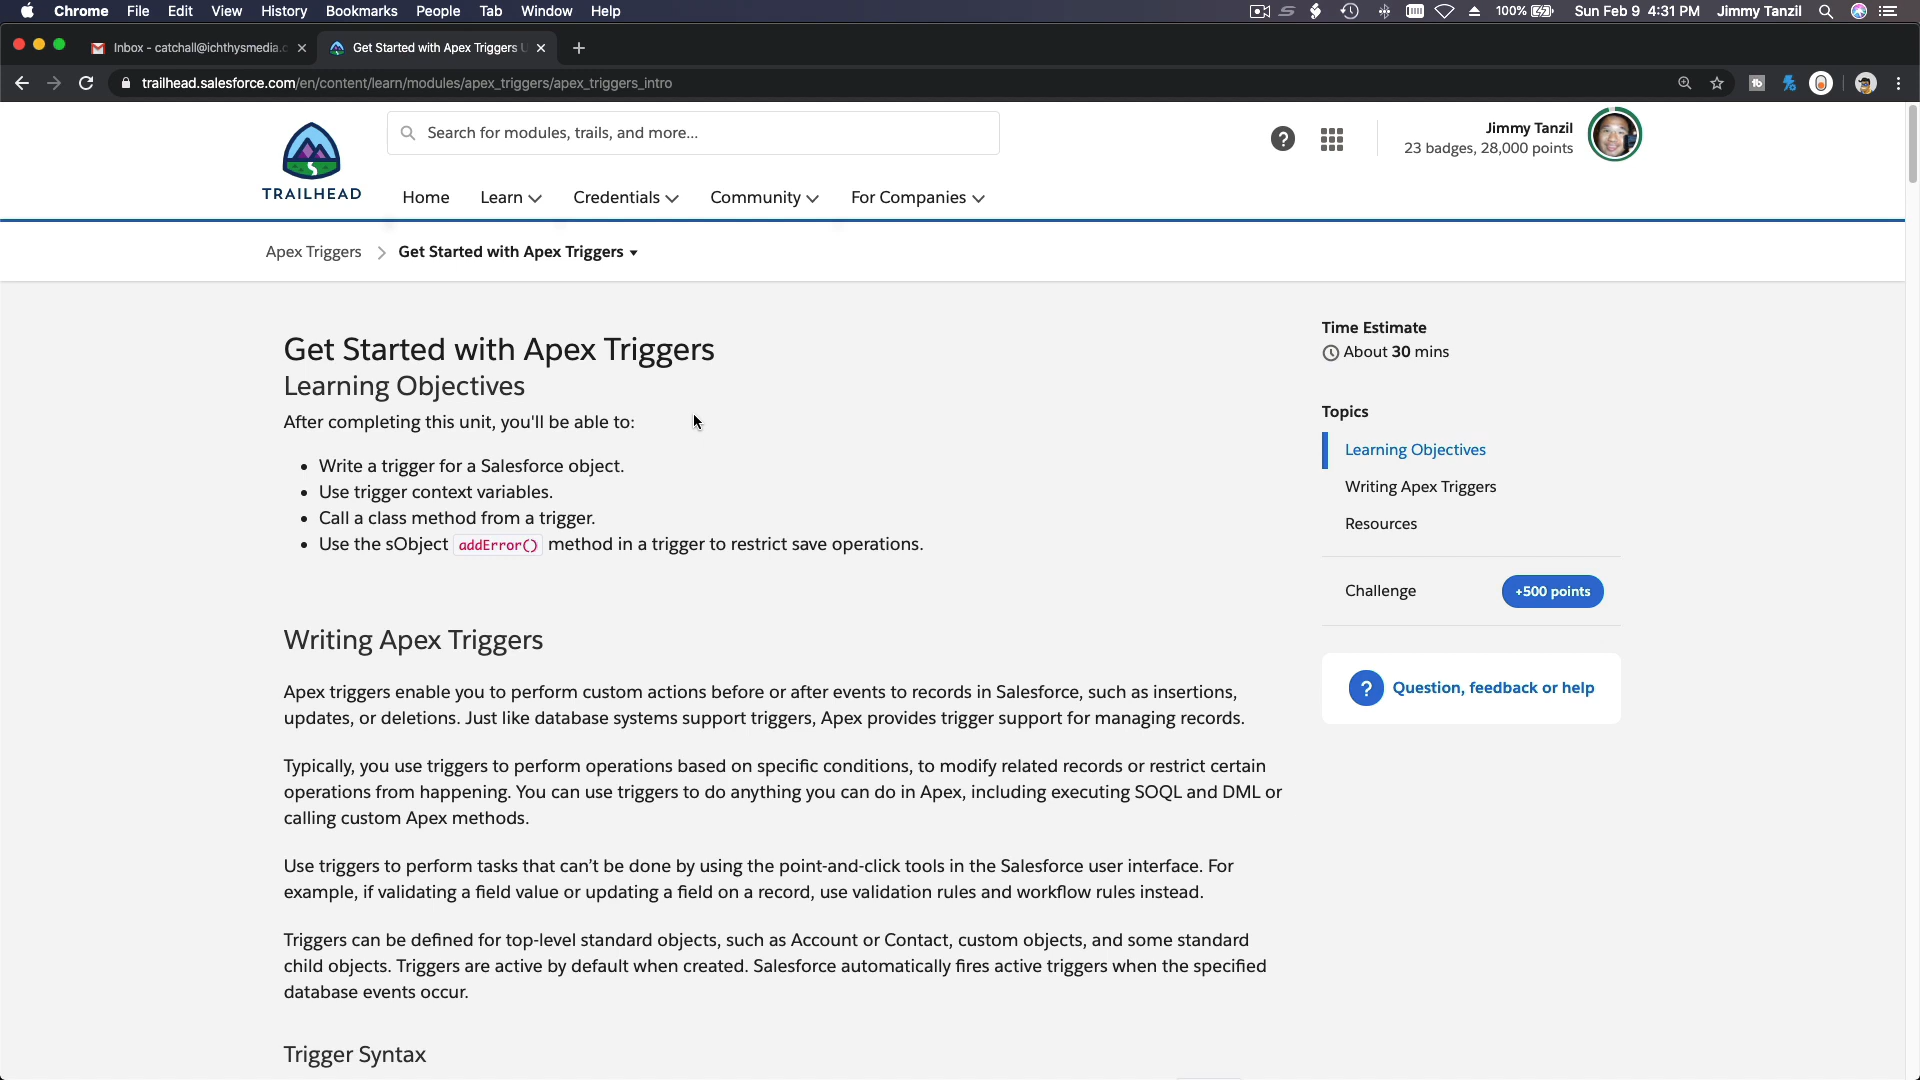 Chrome File Edit View History Bookmarks People Tab Window Help
100% Sun Feb 9 4:31 PM Jimmy Tanzil
Inbox - catchall@ichthysmedia.c
Get Started with Apex Triggers U
trailhead.salesforce.com/en/content/learn/modules/apex_triggers/apex_triggers_intro
TRAILHEAD
Search for modules, trails, and more...
Jimmy Tanzil
23 badges, 28,000 points
Home Learn Credentials Community For Companies
Apex Triggers > Get Started with Apex Triggers
Get Started with Apex Triggers
Learning Objectives
After completing this unit, you'll be able to:
• Write a trigger for a Salesforce object.
• Use trigger context variables.
• Call a class method from a trigger.
• Use the sObject addError() method in a trigger to restrict save operations.
Writing Apex Triggers
Apex triggers enable you to perform custom actions before or after events to records in Salesforce, such as insertions,
updates, or deletions. Just like database systems support triggers, Apex provides trigger support for managing records.
Typically, you use triggers to perform operations based on specific conditions, to modify related records or restrict certain
operations from happening. You can use triggers to do anything you can do in Apex, including executing SOQL and DML or
calling custom Apex methods.
Use triggers to perform tasks that can’t be done by using the point-and-click tools in the Salesforce user interface. For
example, if validating a field value or updating a field on a record, use validation rules and workflow rules instead.
Triggers can be defined for top-level standard objects, such as Account or Contact, custom objects, and some standard
child objects. Triggers are active by default when created. Salesforce automatically fires active triggers when the specified
database events occur.
Trigger Syntax
Time Estimate
About 30 mins
Topics
Learning Objectives
Writing Apex Triggers
Resources
Challenge +500 points
? Question, feedback or help